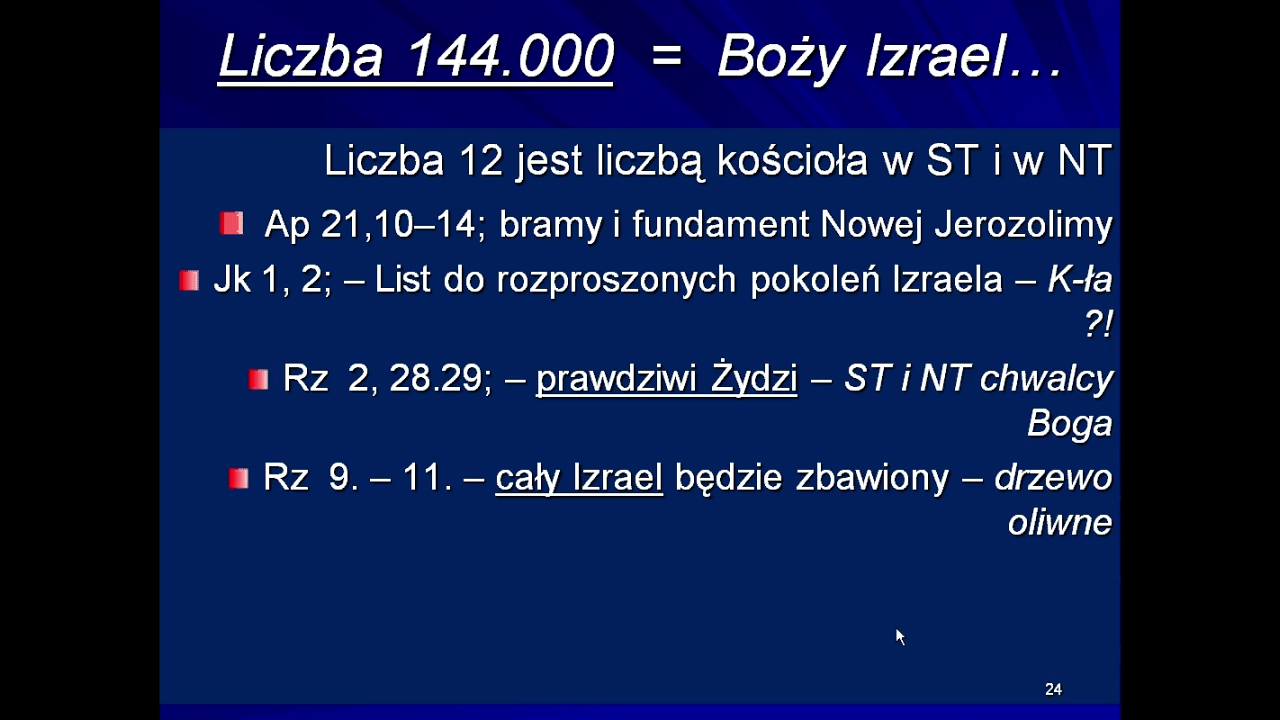 Liczba 144.000 = Boży Izrael…
Liczba 12 jest liczbą kościoła w ST i w NT
Ap 21,10–14; bramy i fundament Nowej Jerozolimy
Jk 1, 2; – List do rozproszonych pokoleń Izraela – K-ła
?!
Rz 2, 28.29; – prawdziwi Żydzi – ST i NT chwalcy
Boga
Rz 9. – 11. – cały Izrael będzie zbawiony – drzewo
oliwne
24